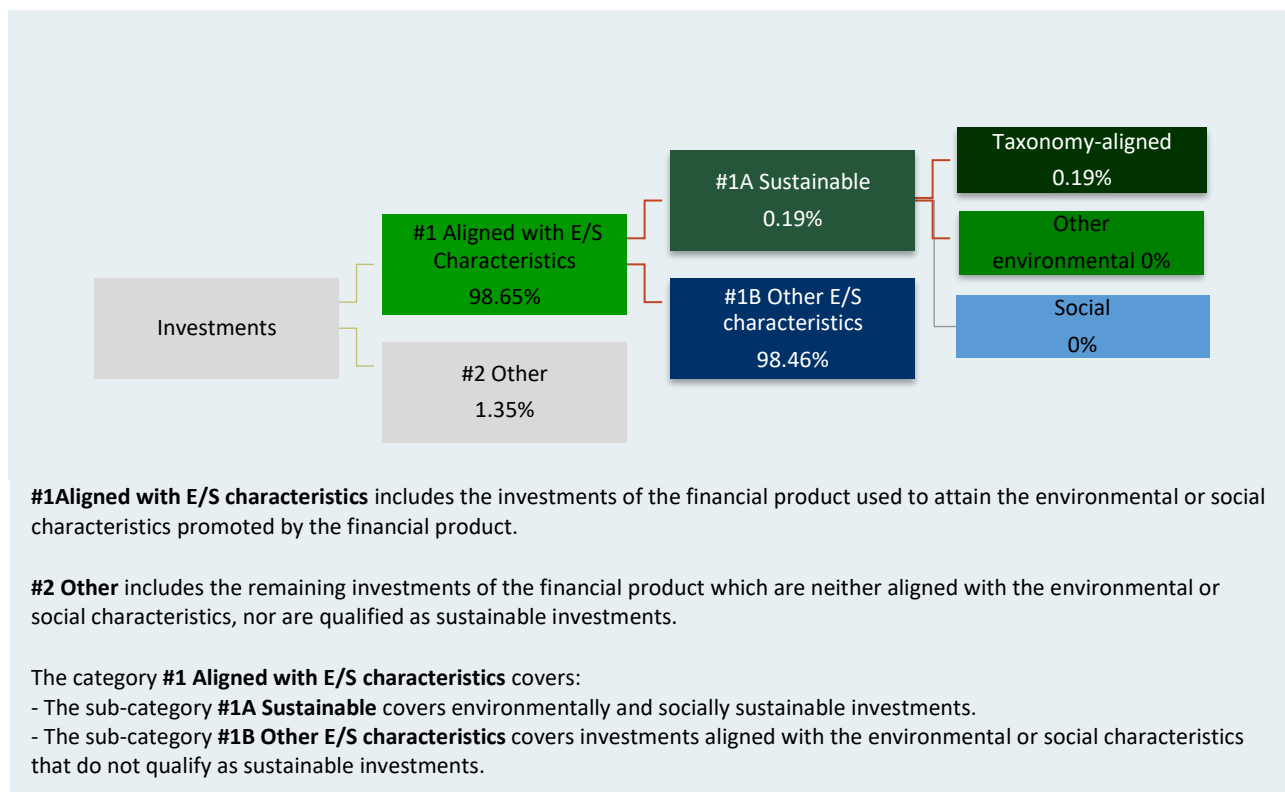 Investments
#1 Aligned with E/S
Characteristics
98.65%
#2 Other
1.35%
#1A Sustainable
0.19%
#1B Other E/S
characteristics
98.46%
Taxonomy-aligned
0.19%
Other
environmental 0%
Social
0%
#1Aligned with E/S characteristics includes the investments of the financial product used to attain the environmental or social
characteristics promoted by the financial product.
#2 Other includes the remaining investments of the financial product which are neither aligned with the environmental or
social characteristics, nor are qualified as sustainable investments.
The category #1 Aligned with E/S characteristics covers:
- The sub-category #1A Sustainable covers environmentally and socially sustainable investments.
- The sub-category #1B Other E/S characteristics covers investments aligned with the environmental or social characteristics
that do not qualify as sustainable investments.